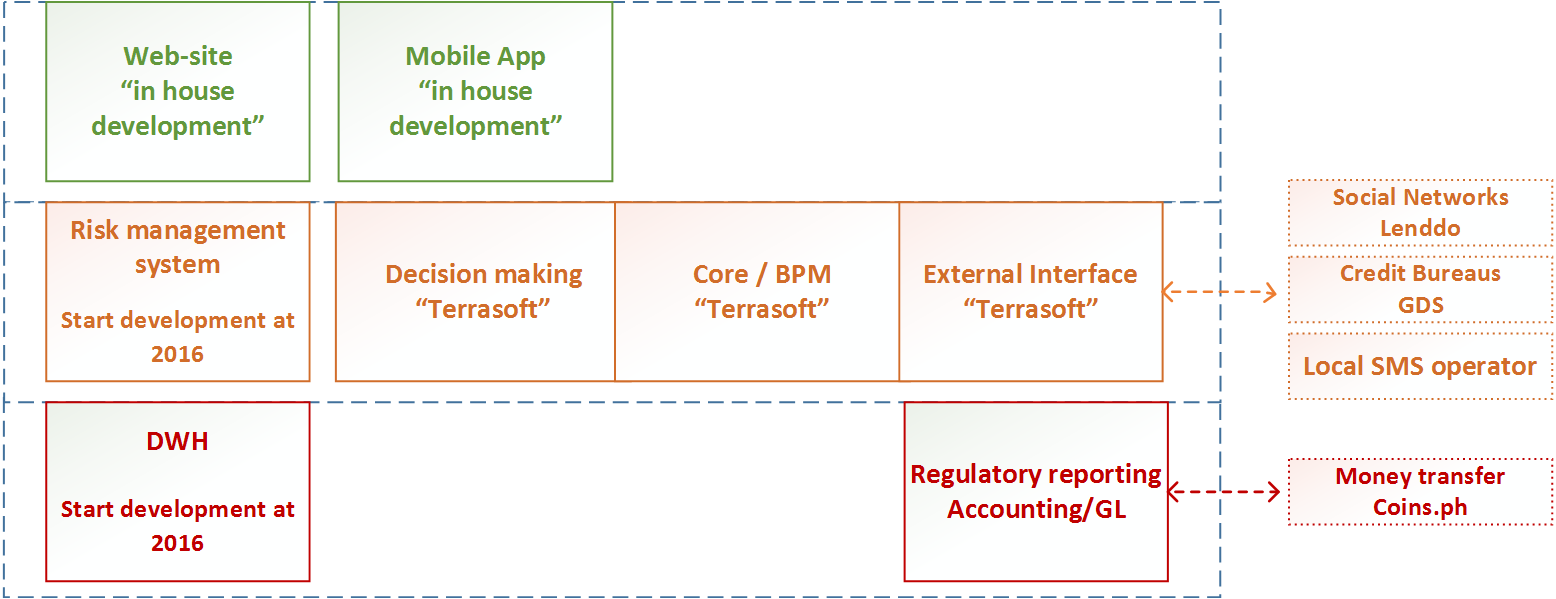 Web-site
“in house
development”
Mobile App
“in house
development”
Risk management
system
Start development at
2016
Decision making
“Terrasoft”
Core / BPM
“Terrasoft”
External Interface
“Terrasoft”
Social Networks
Lenddo
Credit Bureaus
GDS
Local SMS operator
DWH
Start development at
2016
Regulatory reporting
Accounting/GL
Money transfer
Coins.ph